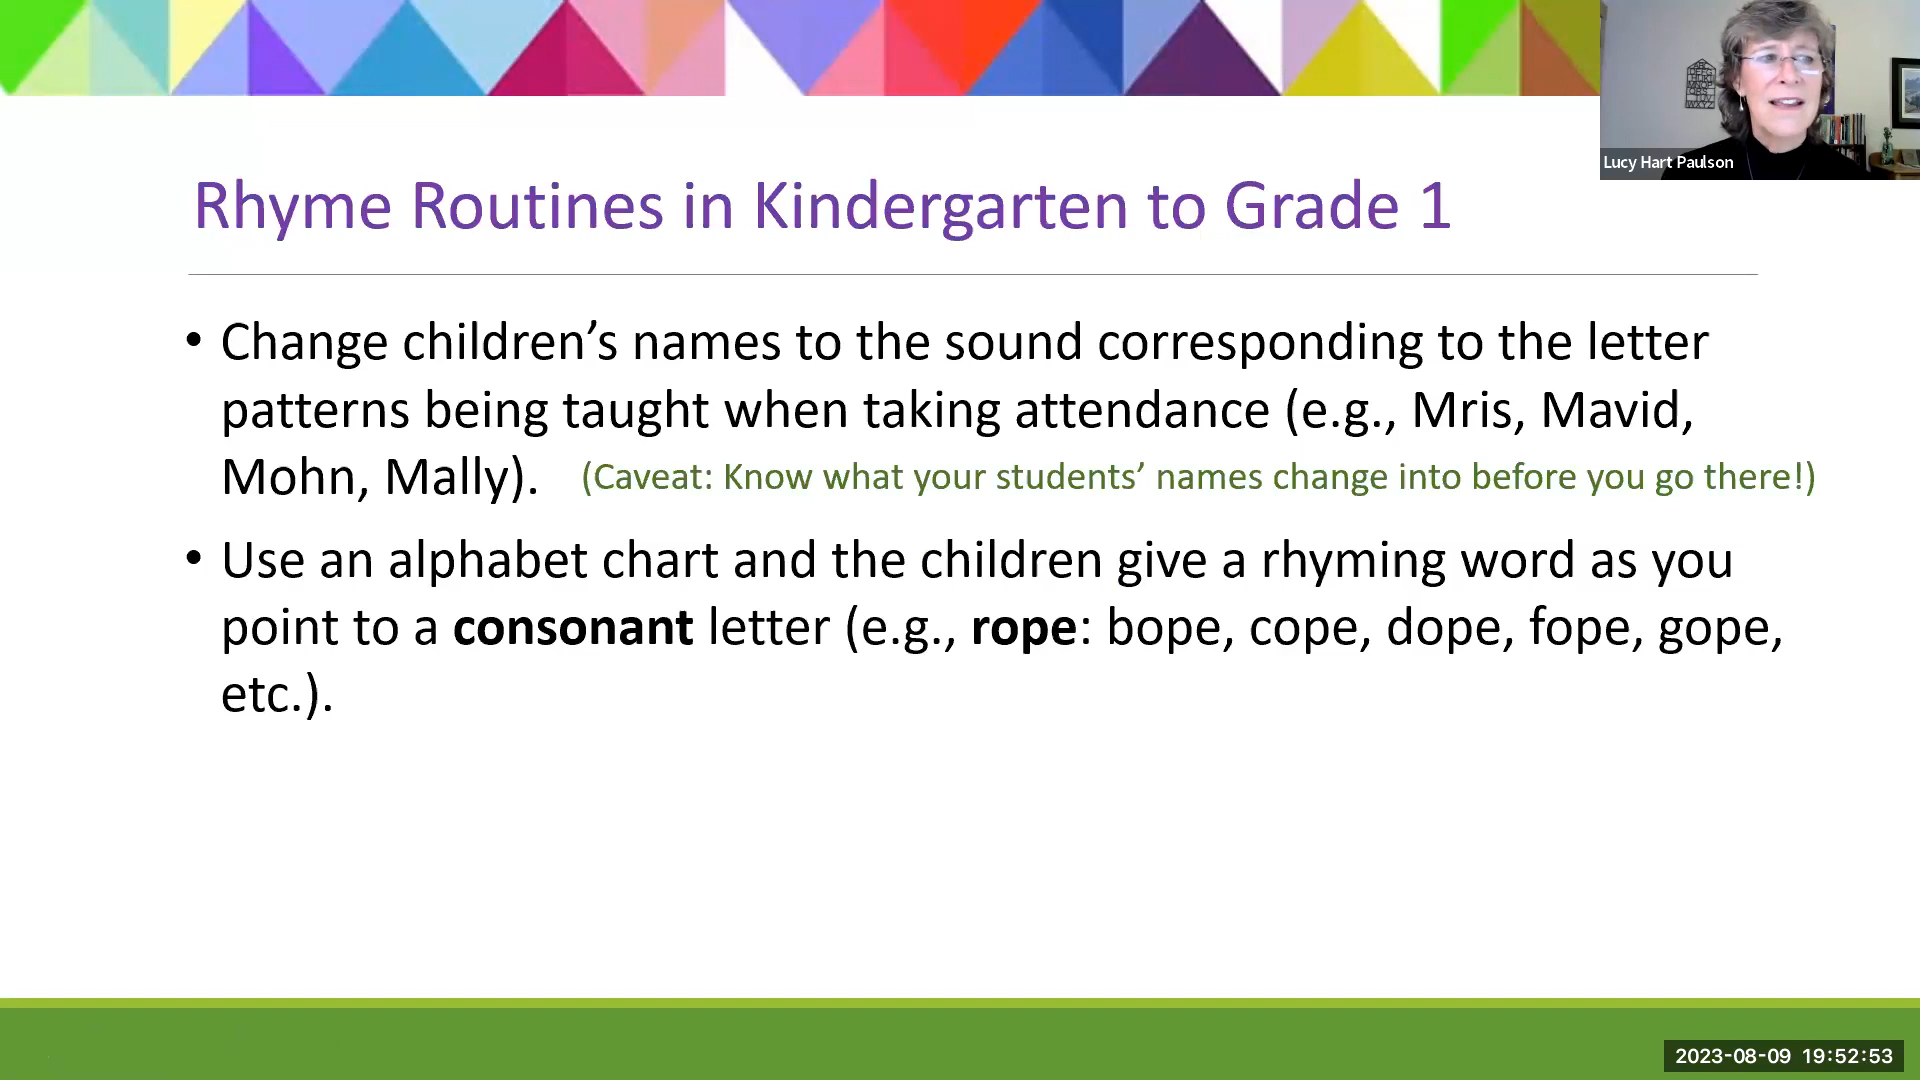 Lucy Hart Paulson
Rhyme Routines in Kindergarten to Grade 1
• Change children’s names to the sound corresponding to the letter
patterns being taught when taking attendance (e.g., Mris, Mavid,
Mohn, Mally). (Caveat: Know what your students’ names change into before you go there!)
• Use an alphabet chart and the children give a rhyming word as you
point to a consonant letter (e.g., rope: bope, cope, dope, fope, gope,
etc.).
2023-08-09 19:52:53